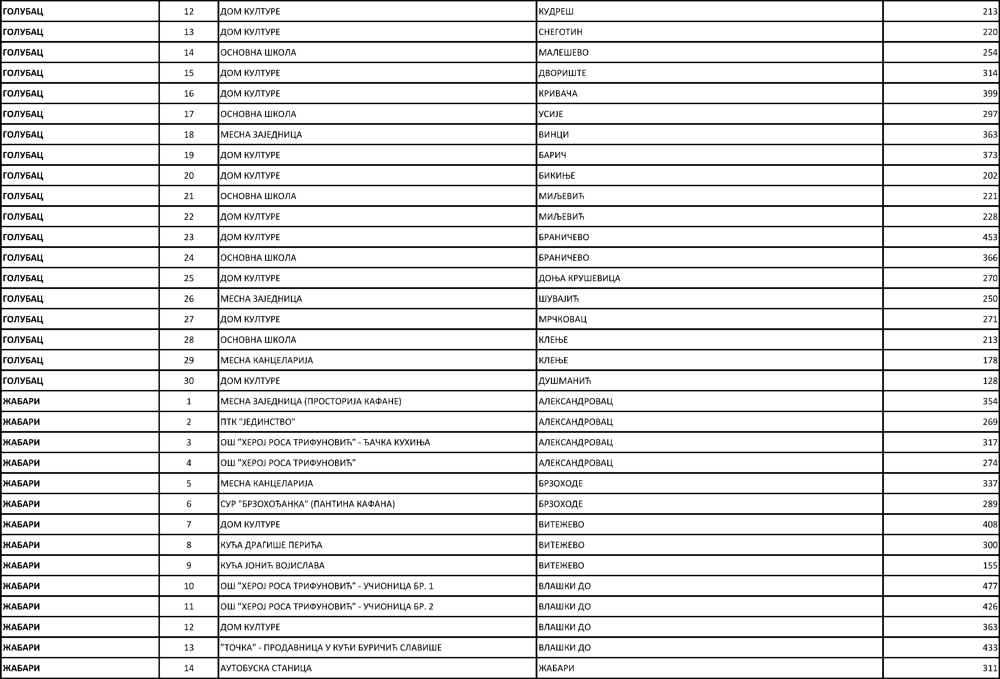 ГОЛУБАЦ 12 ДОМ КУЛТУРЕ КУДРЕШ 213
ГОЛУБАЦ 13 ДОМ КУЛТУРЕ СНЕГОТИН 220
ГОЛУБАЦ 14 ОСНОВНА ШКОЛА МАЛЕШЕВО 254
ГОЛУБАЦ 15 ДОМ КУЛТУРЕ ДВОРИШТЕ 314
ГОЛУБАЦ 16 ДОМ КУЛТУРЕ КРИВАЧА 399
ГОЛУБАЦ 17 ОСНОВНА ШКОЛА УСИЈЕ 297
ГОЛУБАЦ 18 МЕСНА ЗАЈЕДНИЦА ВИНЦИ 363
ГОЛУБАЦ 19 ДОМ КУЛТУРЕ БАРИЧ 373
ГОЛУБАЦ 20 ДОМ КУЛТУРЕ БИКИЊЕ 202
ГОЛУБАЦ 21 ОСНОВНА ШКОЛА МИЉЕВИЋ 221
ГОЛУБАЦ 22 ДОМ КУЛТУРЕ МИЉЕВИЋ 228
ГОЛУБАЦ 23 ДОМ КУЛТУРЕ БРАНИЧЕВО 453
ГОЛУБАЦ 24 ОСНОВНА ШКОЛА БРАНИЧЕВО 366
ГОЛУБАЦ 25 ДОМ КУЛТУРЕ ДОЊА КРУШЕВИЦА 270
ГОЛУБАЦ 26 МЕСНА ЗАЈЕДНИЦА ШУВАЈИЋ 250
ГОЛУБАЦ 27 ДОМ КУЛТУРЕ МРЧКОВАЦ 271
ГОЛУБАЦ 28 ОСНОВНА ШКОЛА КЛЕЊЕ 213
ГОЛУБАЦ 29 МЕСНА КАНЦЕЛАРИЈА КЛЕЊЕ 178
ГОЛУБАЦ 30 ДОМ КУЛТУРЕ ДУШМАНИЋ 128
ЖАБАРИ 1 МЕСНА ЗАЈЕДНИЦА (ПРОСТОРИЈА КАФАНЕ) АЛЕКСАНДРОВАЦ 354
ЖАБАРИ 2 ПТК "ЈЕДИНСТВО" АЛЕКСАНДРОВАЦ 269
ЖАБАРИ 3 ОШ "ХЕРОЈ РОСА ТРИФУНОВИЋ" - ЂАЧКА КУХИЊА АЛЕКСАНДРОВАЦ 317
ЖАБАРИ 4 ОШ "ХЕРОЈ РОСА ТРИФУНОВИЋ" АЛЕКСАНДРОВАЦ 274
ЖАБАРИ 5 МЕСНА КАНЦЕЛАРИЈА БРЗОХОДЕ 337
ЖАБАРИ 6 СУР "БРЗОХОЂАНКА" (ПАНТИНА КАФАНА) БРЗОХОДЕ 289
ЖАБАРИ 7 ДОМ КУЛТУРЕ ВИТЕЖЕВО 408
ЖАБАРИ 8 КУЋА ДРАГИШЕ ПЕРИЋА ВИТЕЖЕВО 300
ЖАБАРИ 9 КУЋА ЈОНИЋ ВОЈИСЛАВА ВИТЕЖЕВО 155
ЖАБАРИ 10 ОШ "ХЕРОЈ РОСА ТРИФУНОВИЋ" - УЧИОНИЦА БР. 1 ВЛАШКИ ДО 477
ЖАБАРИ 11 ОШ "ХЕРОЈ РОСА ТРИФУНОВИЋ" - УЧИОНИЦА БР. 2 ВЛАШКИ ДО 426
ЖАБАРИ 12 ДОМ КУЛТУРЕ ВЛАШКИ ДО 363
ЖАБАРИ 13 "ТОЧКА" - ПРОДАВНИЦА У КУЋИ БУРИЧИЋ СЛАВИШЕ ВЛАШКИ ДО 433
ЖАБАРИ 14 АУТОБУСКА СТАНИЦА ЖАБАРИ 311